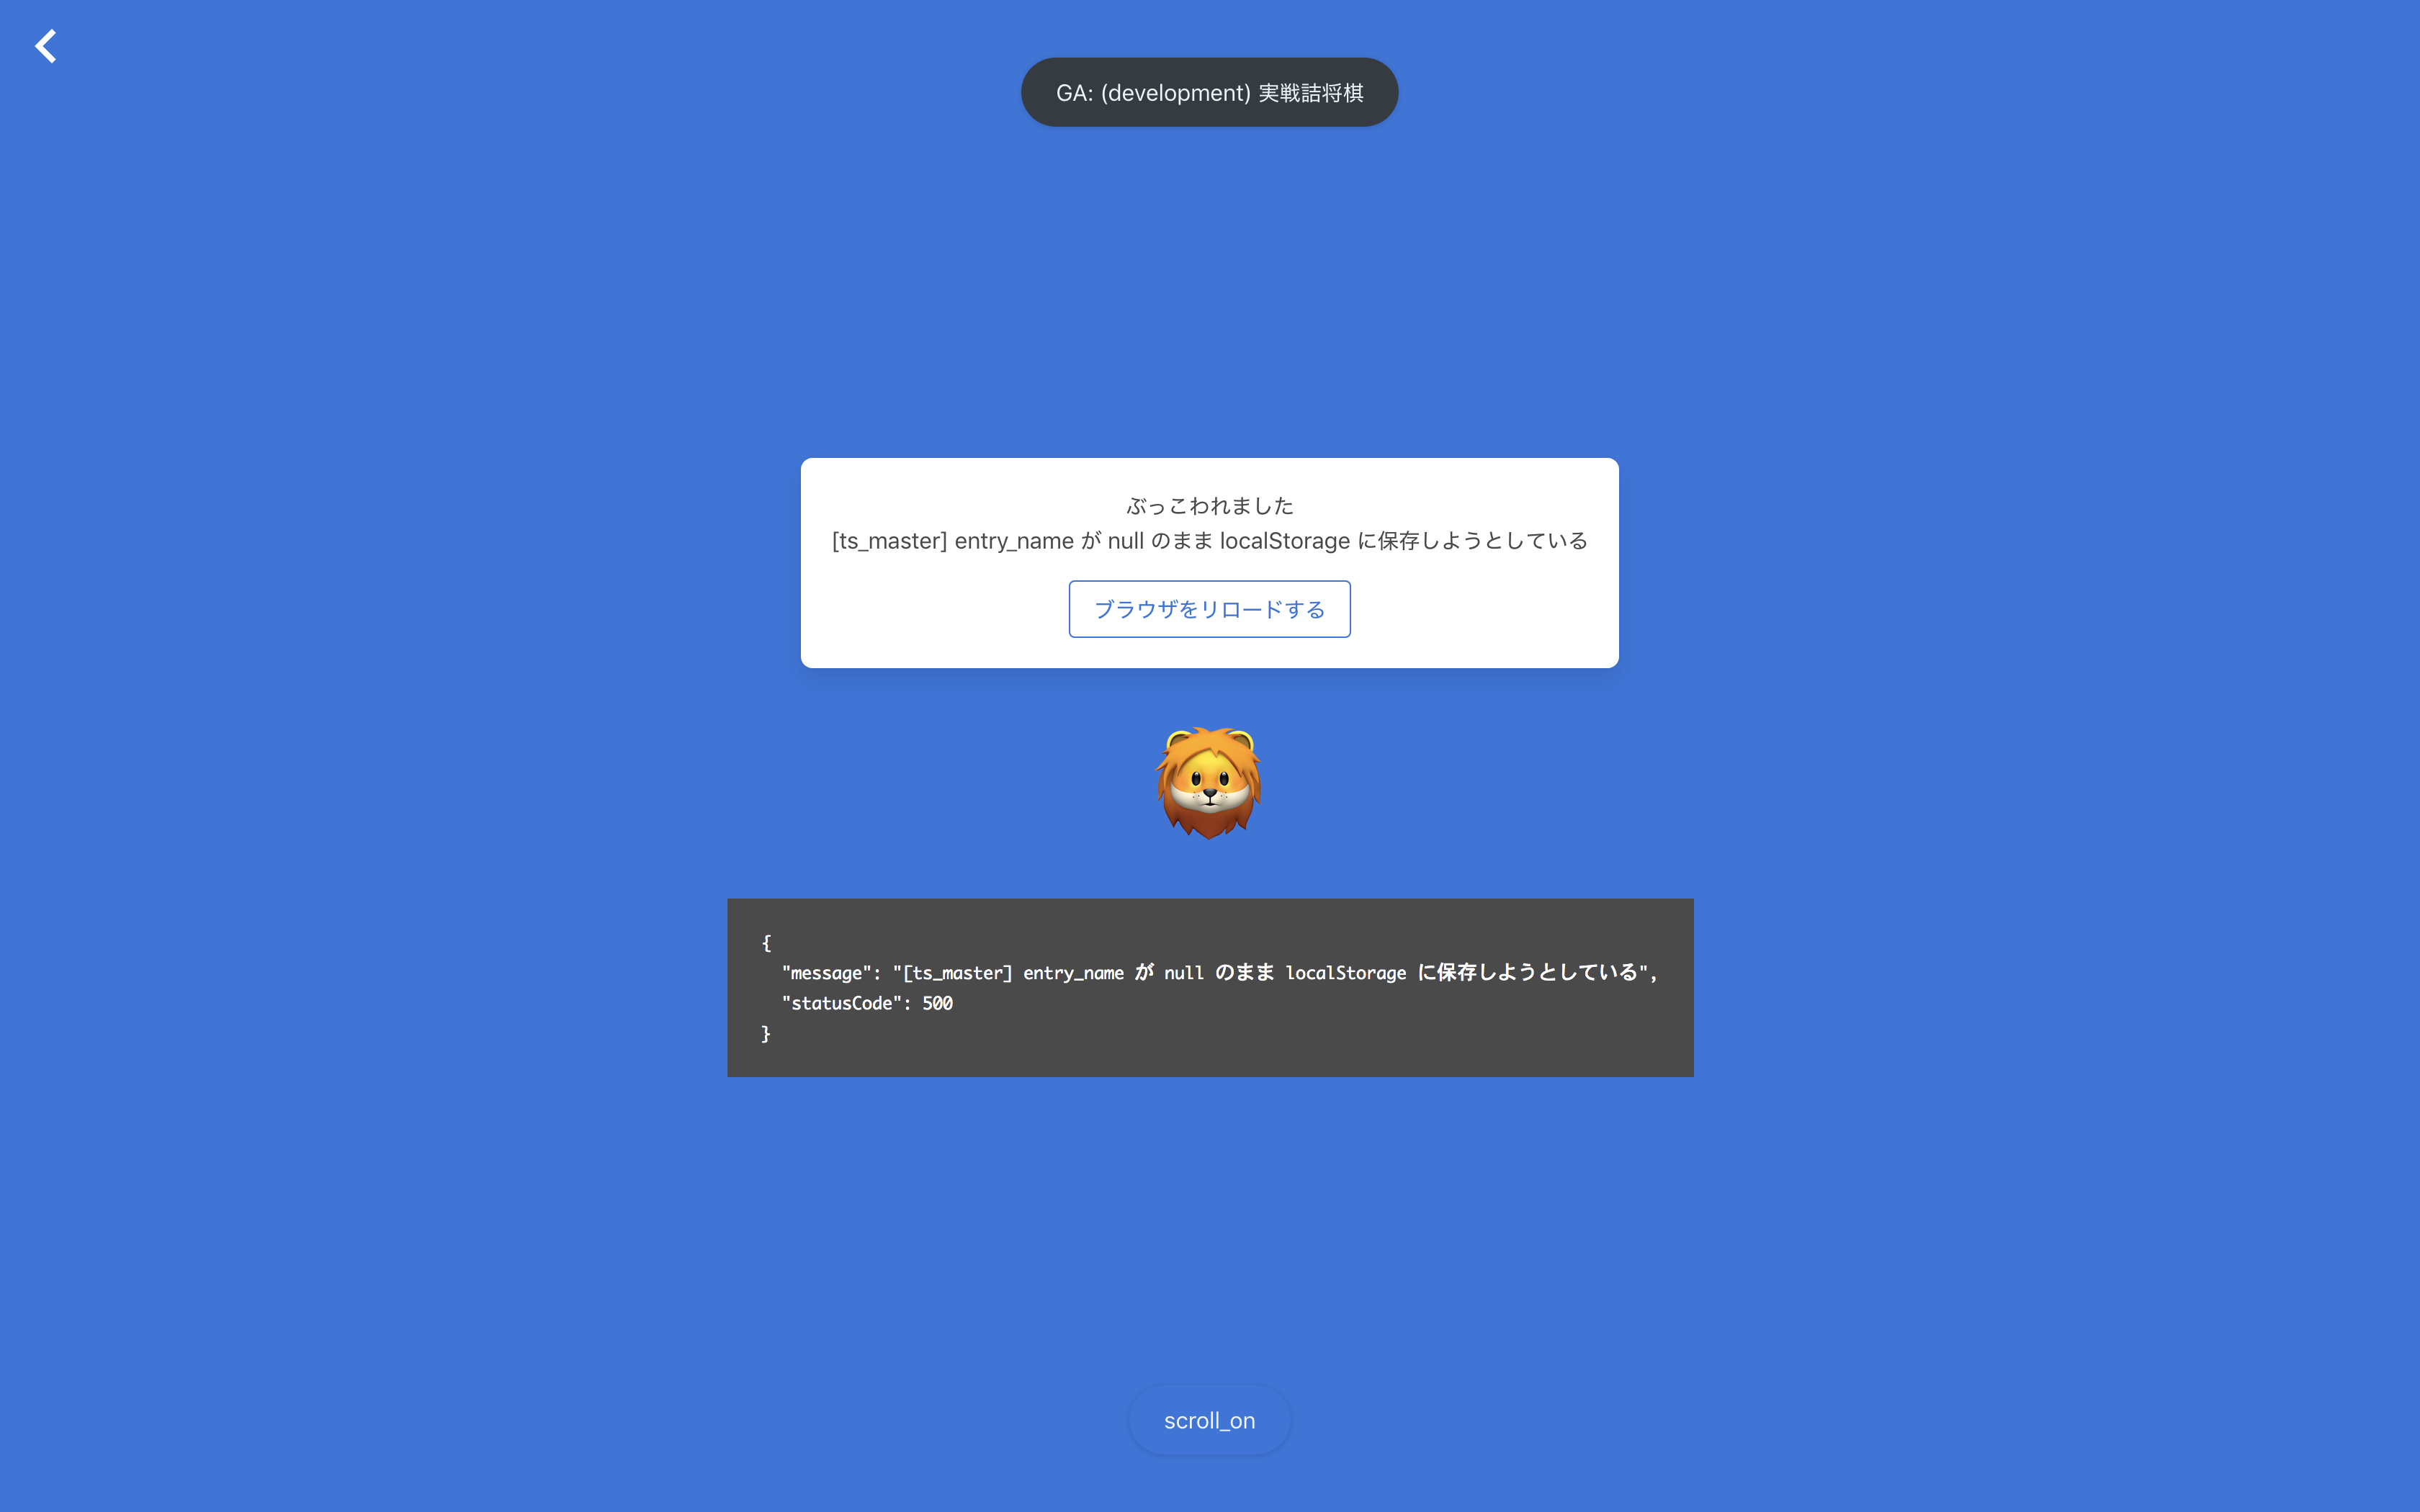 GA: (development) 実戦詰将棋
ぶっこわれました
[ts_master] entry_name が null のまま localStorage に保存しようとしている
ブラウザをリロードする
{
  "message": "[ts_master] entry_name が null のまま localStorage に保存しようとしている",
  "statusCode": 500
}
scroll_on